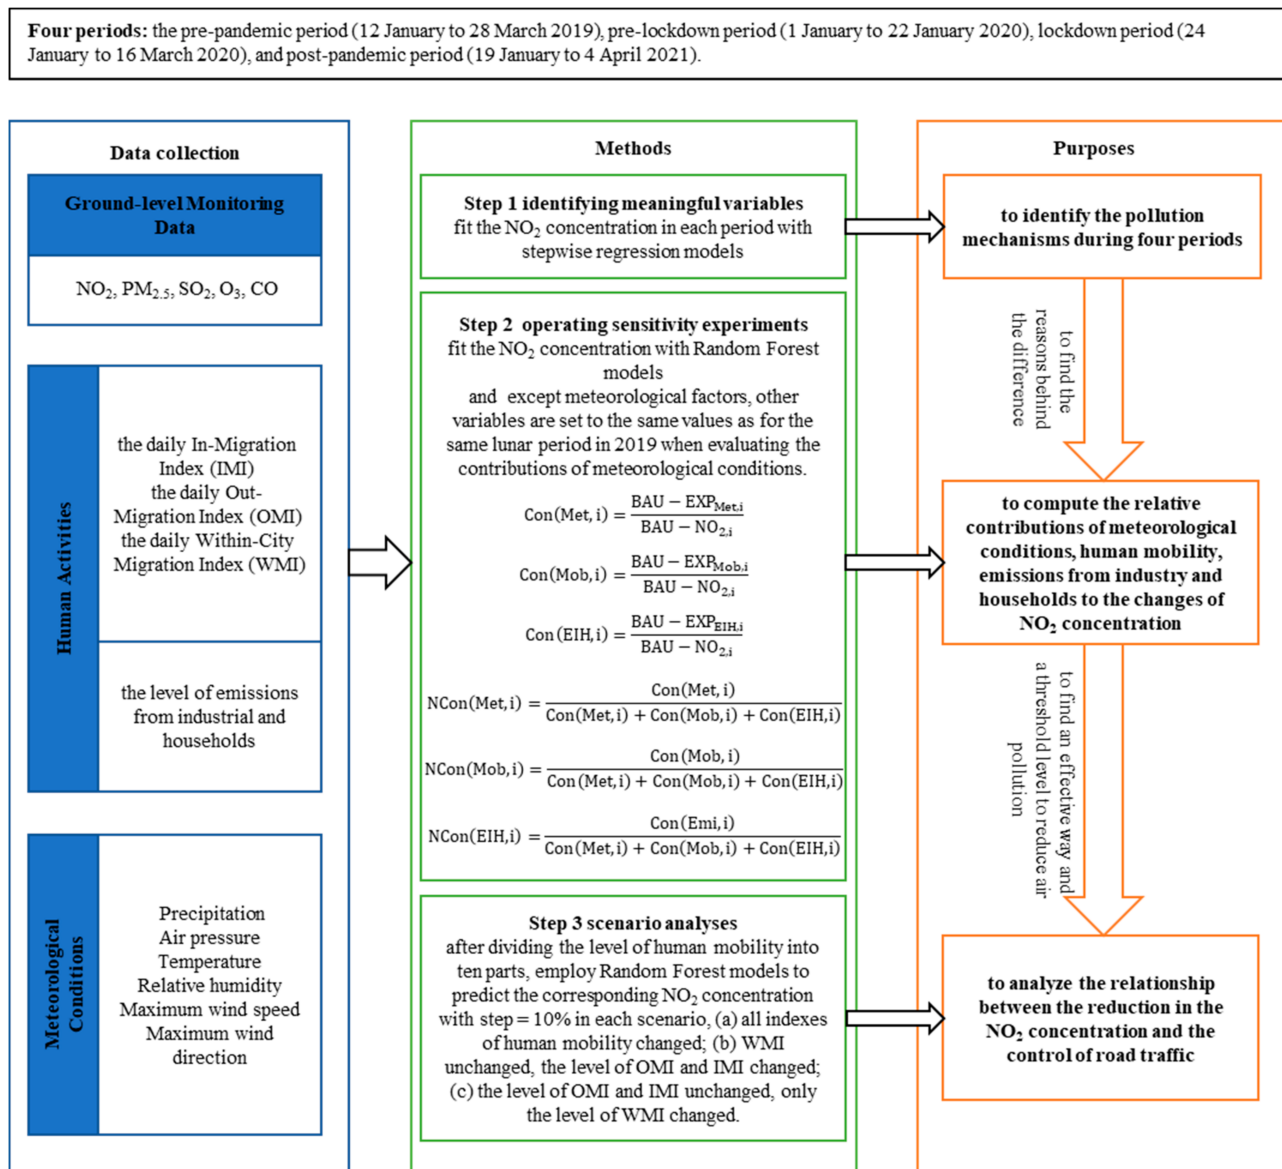 Four periods: the pre-pandemic period (12 January to 28 March 2019), pre-lockdown period (1 January to 22 January 2020), lockdown period (24
January to 16 March 2020), and post-pandemic period (19 January to 4 April 2021).
Data collection
Ground-level Monitoring
Data
NO₂, PM₂.₅, SO₂, O₃, CO
Human Activities
the daily In-Migration
Index (IMI)
the daily Out-
Migration Index (OMI)
the daily Within-City
Migration Index (WMI)
the level of emissions
from industrial and
households
Meteorological
Conditions
Precipitation
Air pressure
Temperature
Relative humidity
Maximum wind speed
Maximum wind
direction
Methods
Step 1 identifying meaningful variables
fit the NO₂ concentration in each period with
stepwise regression models
Step 2 operating sensitivity experiments
fit the NO₂ concentration with Random Forest
models
and except meteorological factors, other
variables are set to the same values as for the
same lunar period in 2019 when evaluating the
contributions of meteorological conditions.
Con(Met, i) = (BAU − EXP_Met,i) / (BAU − NO₂,i)
Con(Mob, i) = (BAU − EXP_Mob,i) / (BAU − NO₂,i)
Con(EIH, i) = (BAU − EXP_EIH,i) / (BAU − NO₂,i)
NCon(Met, i) = Con(Met, i) / (Con(Met, i) + Con(Mob, i) + Con(EIH,i))
NCon(Mob, i) = Con(Mob, i) / (Con(Met, i) + Con(Mob, i) + Con(EIH,i))
NCon(EIH, i) = Con(Emi, i) / (Con(Met, i) + Con(Mob, i) + Con(EIH,i))
Step 3 scenario analyses
after dividing the level of human mobility into
ten parts, employ Random Forest models to
predict the corresponding NO₂ concentration
with step = 10% in each scenario, (a) all indexes
of human mobility changed; (b) WMI
unchanged, the level of OMI and IMI changed;
(c) the level of OMI and IMI unchanged, only
the level of WMI changed.
Purposes
to identify the pollution
mechanisms during four periods
to find the
reasons behind
the difference
to compute the relative
contributions of meteorological
conditions, human mobility,
emissions from industry and
households to the changes of
NO₂ concentration
to find an effective way and
a threshold level to reduce air
pollution
to analyze the relationship
between the reduction in the
NO₂ concentration and the
control of road traffic